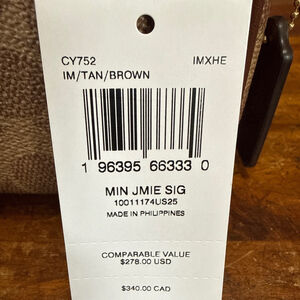 CY752 IMXHE
IM/TAN/BROWN
1 96395 66333 0
MIN JMIE SIG
10011174US25
MADE IN PHILIPPINES
COMPARABLE VALUE
$278.00 USD
$340.00 CAD